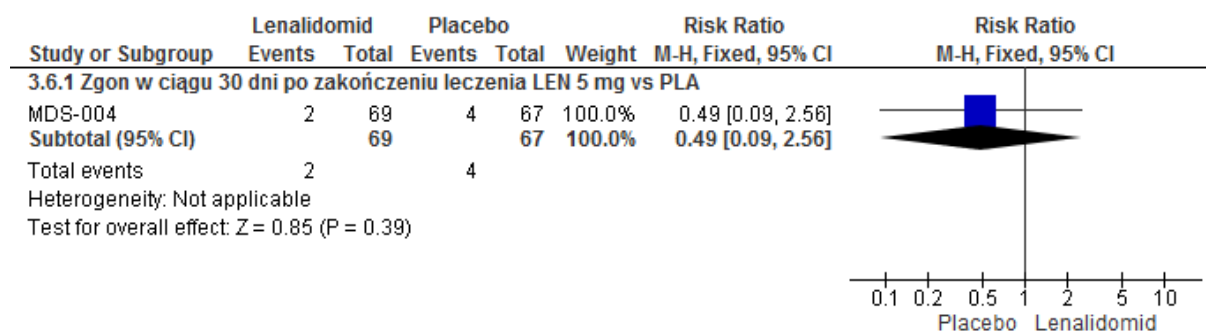 Lenalidomid Placebo Risk Ratio Risk Ratio
Study or Subgroup Events Total Events Total Weight M-H, Fixed, 95% CI M-H, Fixed, 95% CI
3.6.1 Zgon w ciągu 30 dni po zakończeniu leczenia LEN 5 mg vs PLA
MDS-004 2 69 4 67 100.0% 0.49 [0.09, 2.56]
Subtotal (95% CI) 69 67 100.0% 0.49 [0.09, 2.56]
Total events 2 4
Heterogeneity: Not applicable
Test for overall effect: Z = 0.85 (P = 0.39)
0.1 0.2 0.5 1 2 5 10
Placebo Lenalidomid